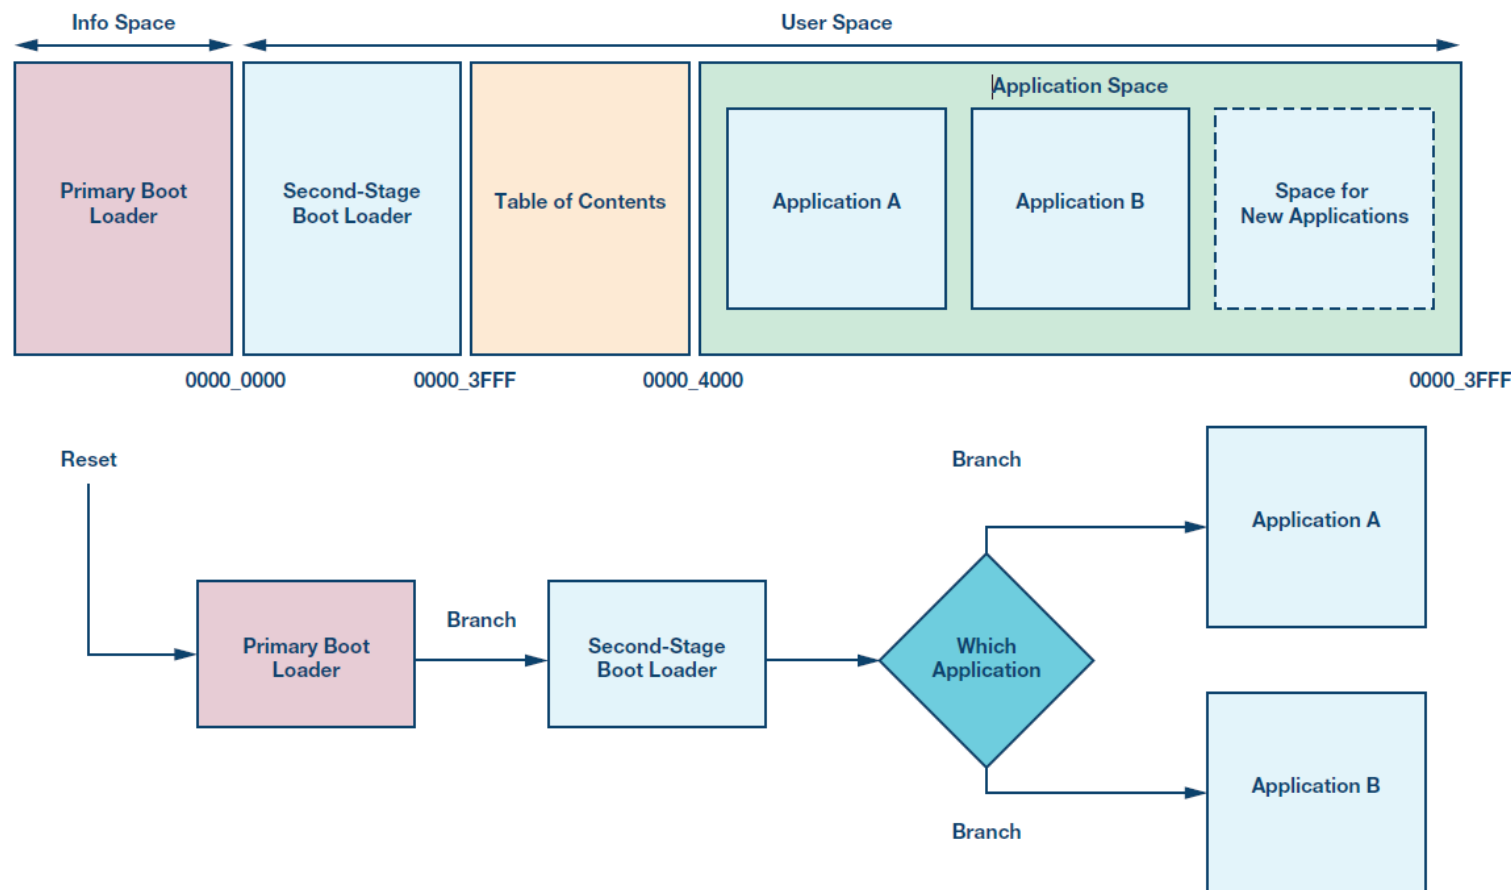 Info Space
User Space
Primary Boot
Loader
Second-Stage
Boot Loader
Table of Contents
Application Space
Application A
Application B
Space for
New Applications
0000_0000
0000_3FFF
0000_4000
0000_3FFF
Reset
Primary Boot
Loader
Branch
Second-Stage
Boot Loader
Which
Application
Branch
Application A
Branch
Application B